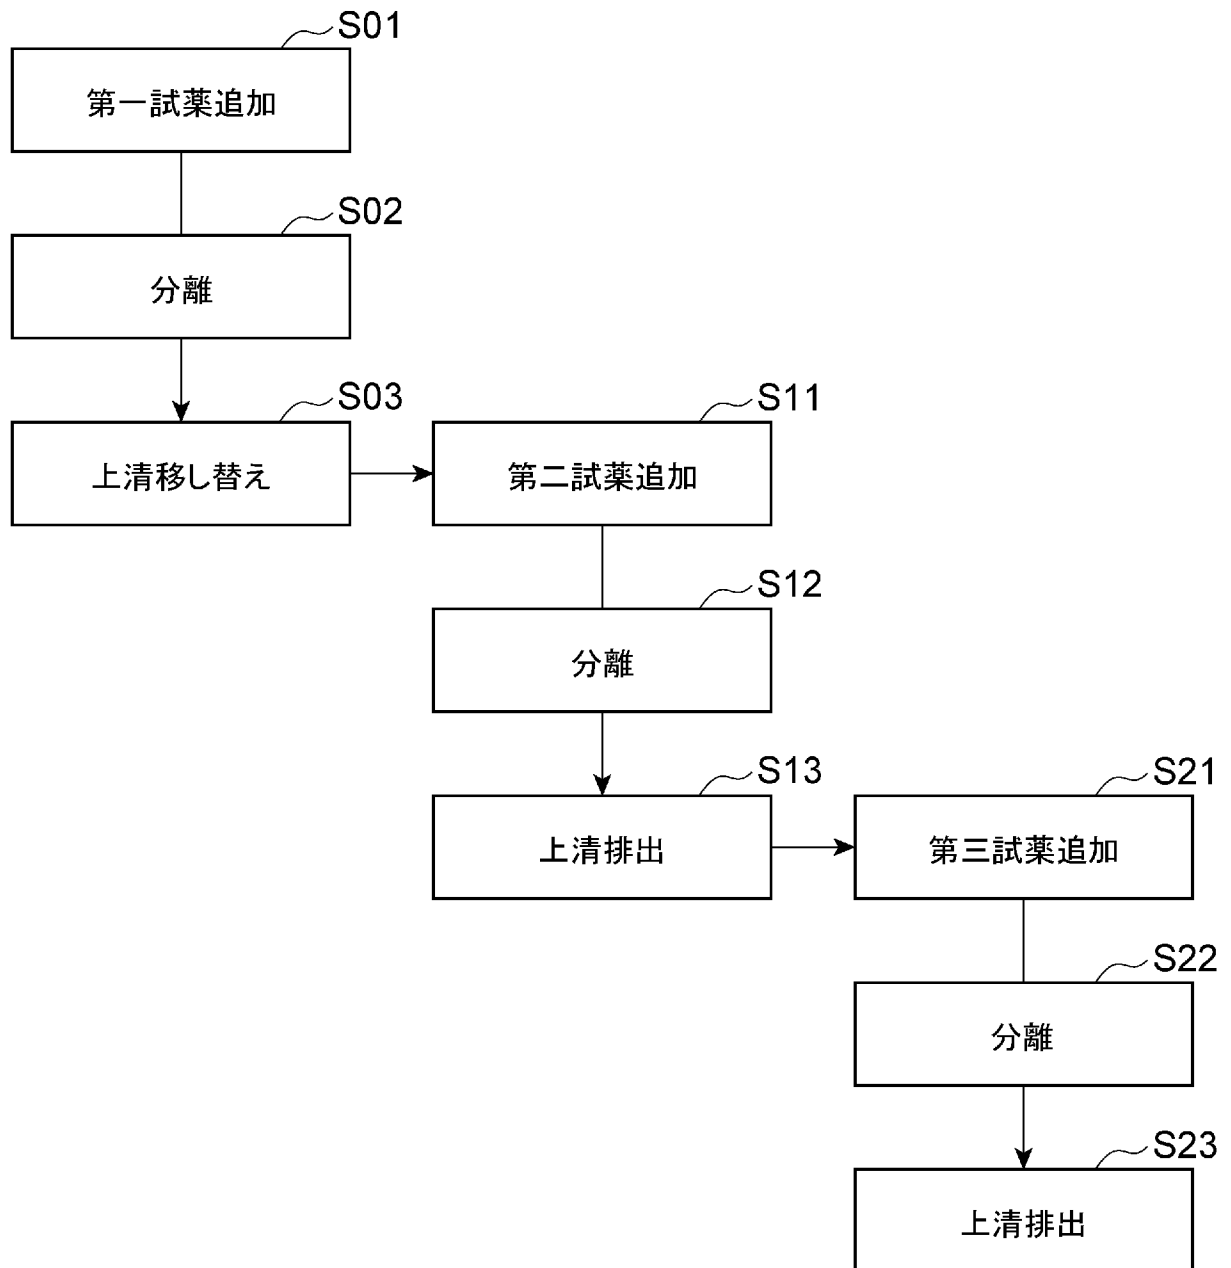 S01
第一試薬追加
S02
分離
S03
上清移し替え
S11
第二試薬追加
S12
分離
S13
上清排出
S21
第三試薬追加
S22
分離
S23
上清排出